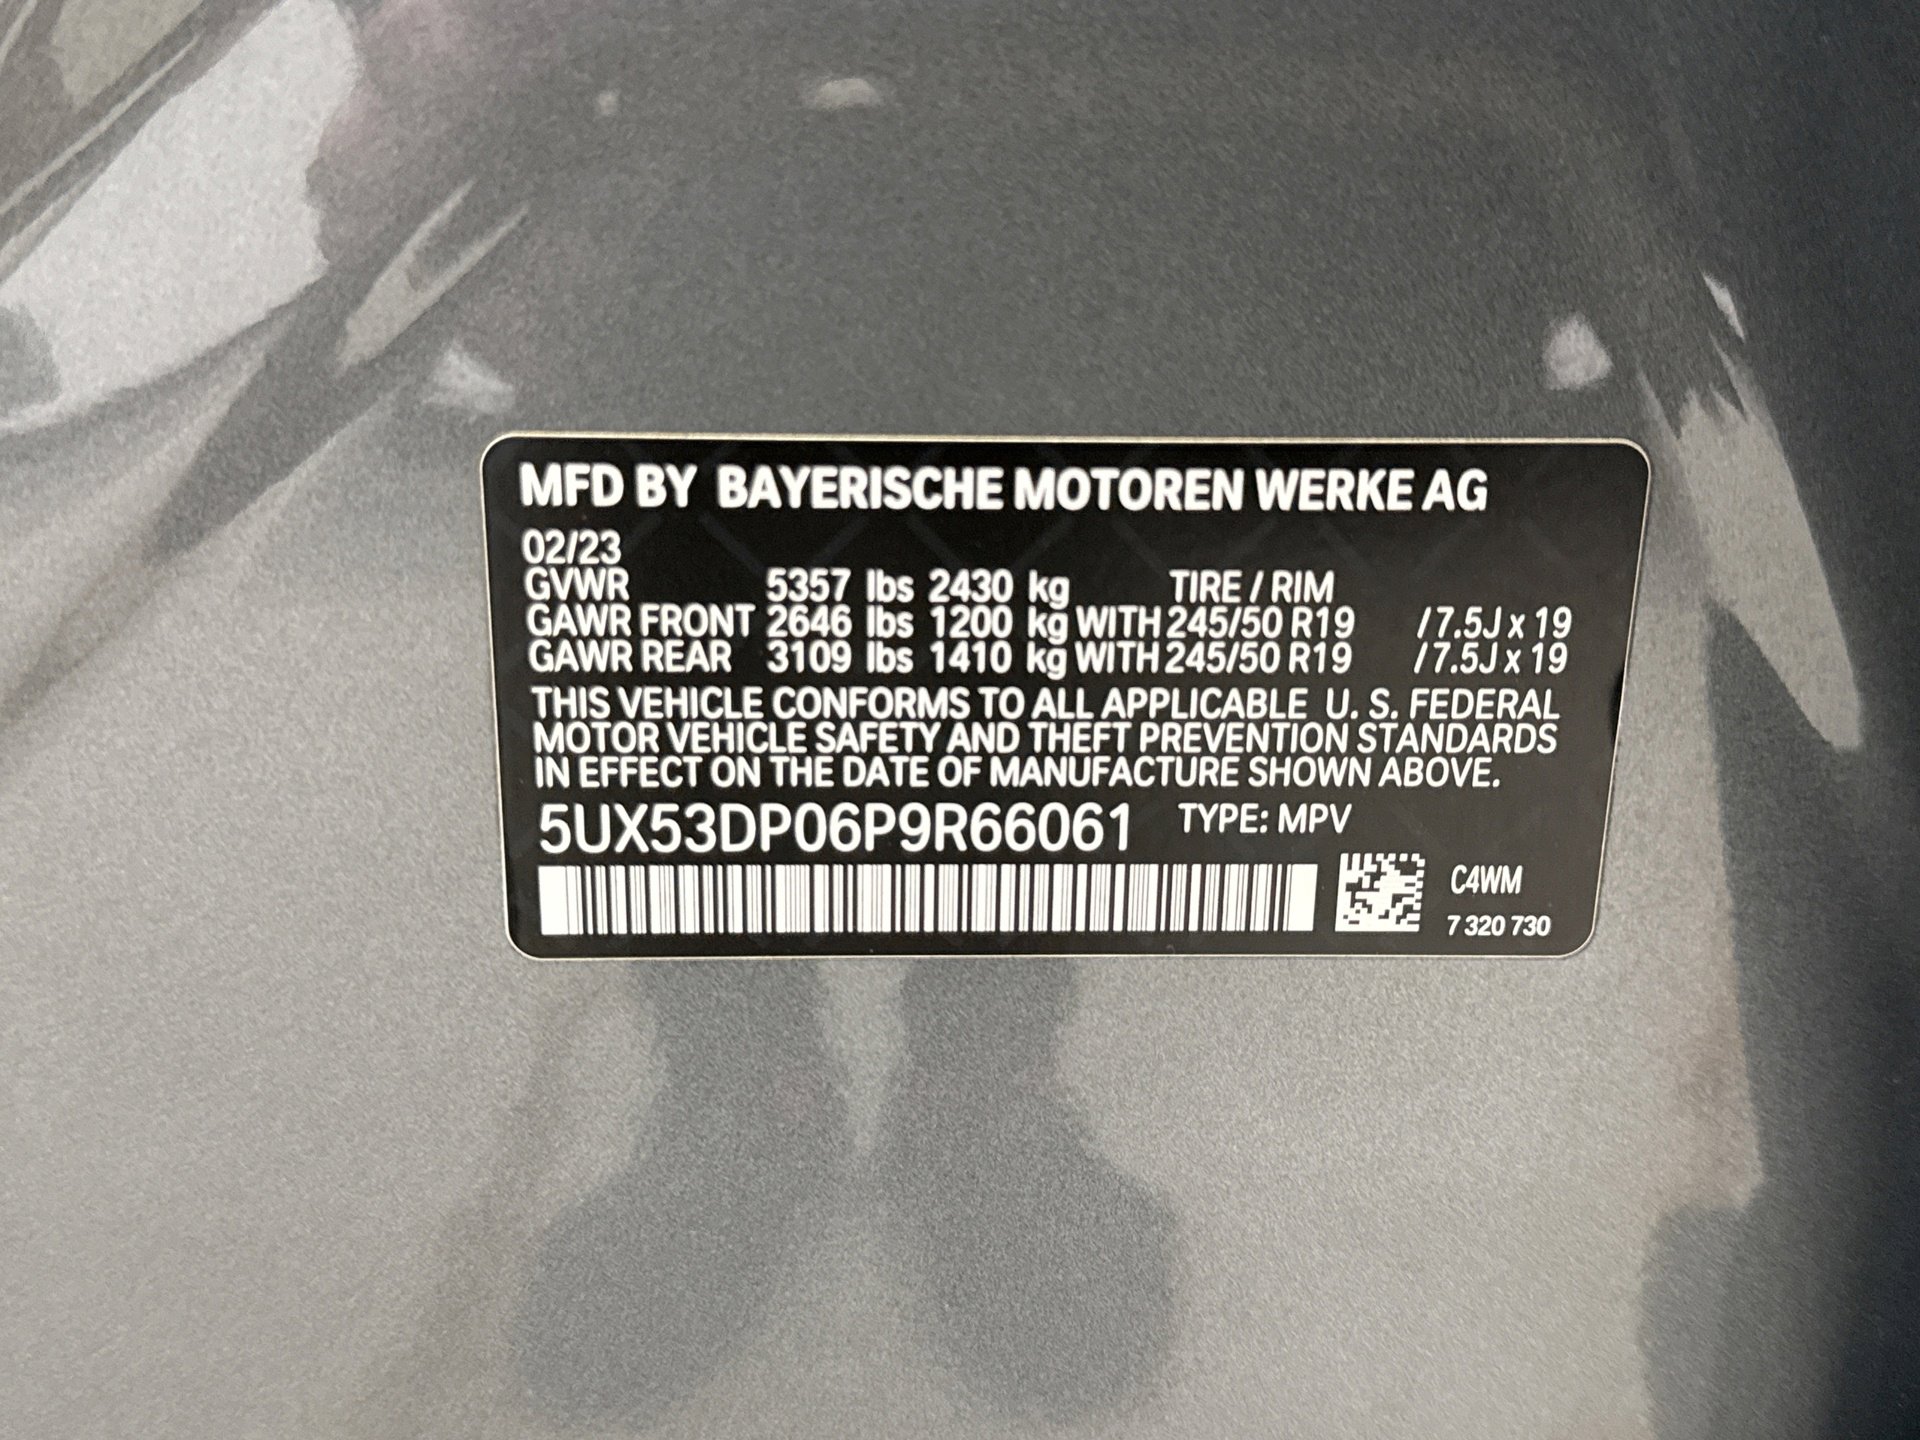 MFD BY BAYERISCHE MOTOREN WERKE AG
02/23
GVWR 5357 lbs 2430 kg TIRE / RIM
GAWR FRONT 2646 lbs 1200 kg WITH 245/50 R19 / 7.5J x 19
GAWR REAR 3109 lbs 1410 kg WITH 245/50 R19 / 7.5J x 19
THIS VEHICLE CONFORMS TO ALL APPLICABLE U. S. FEDERAL
MOTOR VEHICLE SAFETY AND THEFT PREVENTION STANDARDS
IN EFFECT ON THE DATE OF MANUFACTURE SHOWN ABOVE.
5UX53DP06P9R66061 TYPE: MPV
C4WM
7 320 730